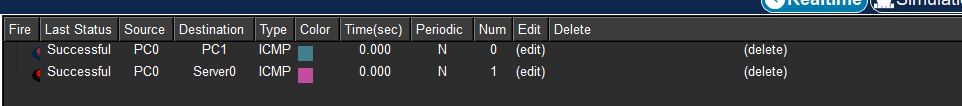 Realtime Simulation
Fire Last Status Source Destination Type Color Time(sec) Periodic Num Edit Delete
Successful PC0 PC1 ICMP 0.000 N 0 (edit) (delete)
Successful PC0 Server0 ICMP 0.000 N 1 (edit) (delete)